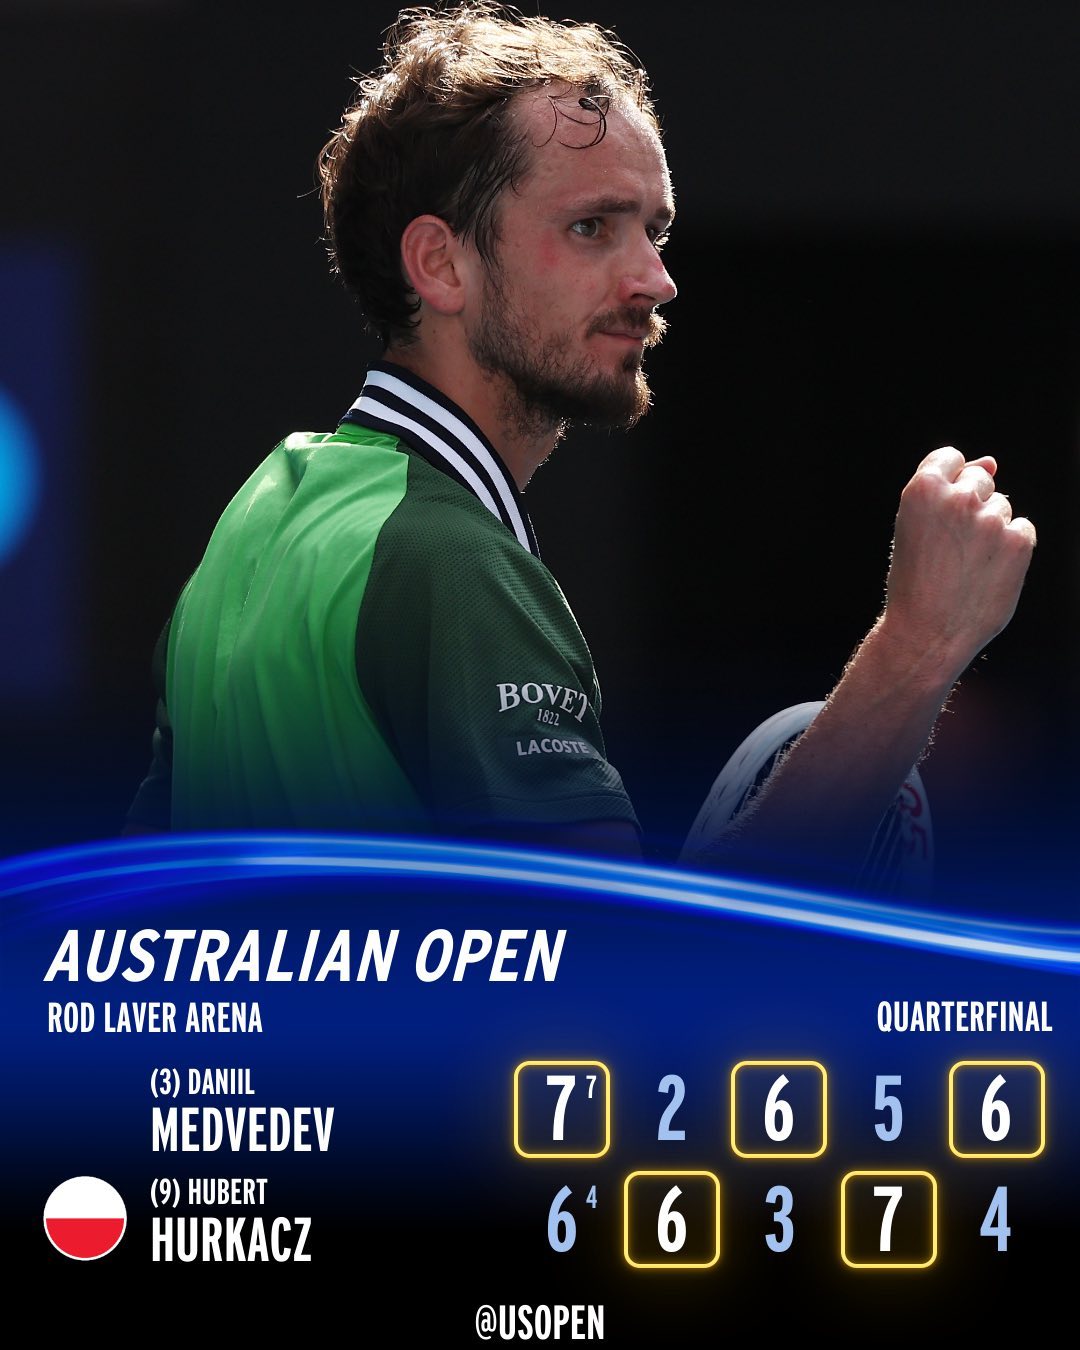 BOVET
1822
LACOSTE
AUSTRALIAN OPEN
ROD LAVER ARENA
QUARTERFINAL
(3) DANIIL
MEDVEDEV
7 7 2 6 5 6
(9) HUBERT
HURKACZ
6 4 6 3 7 4
@USOPEN